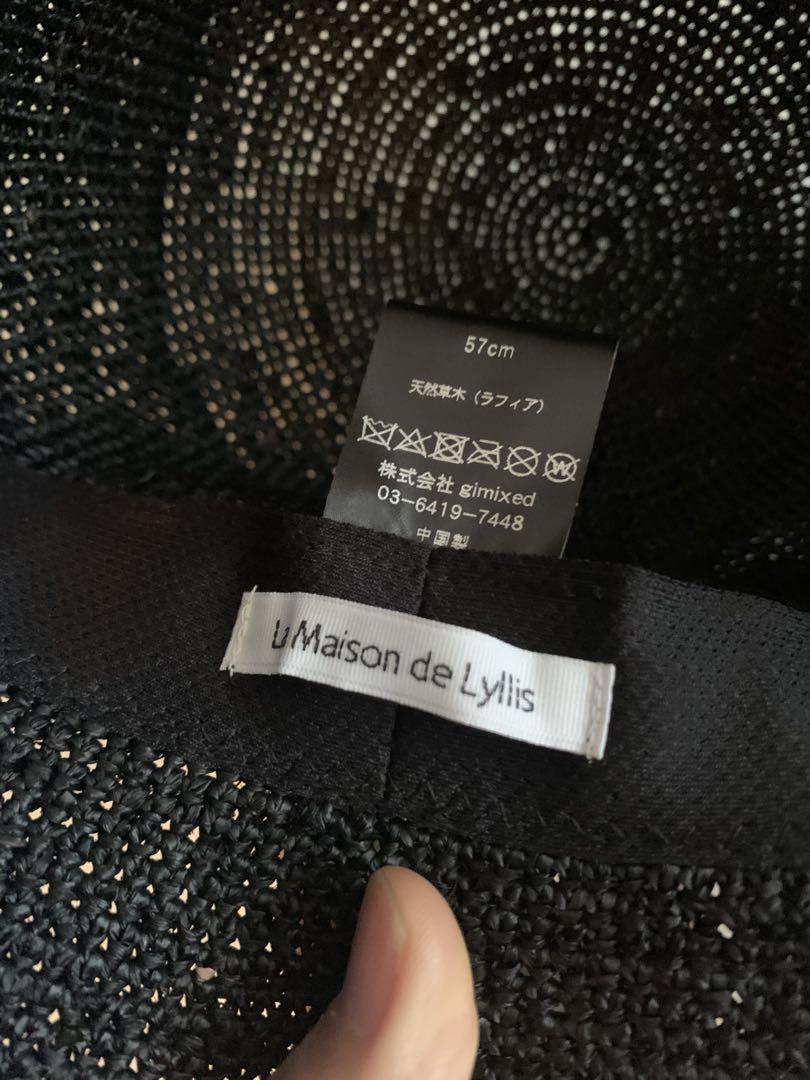 57cm
天然草木（ラフィア）
株式会社 gimixed
03-6419-7448
中国製
La Maison de Lyllis